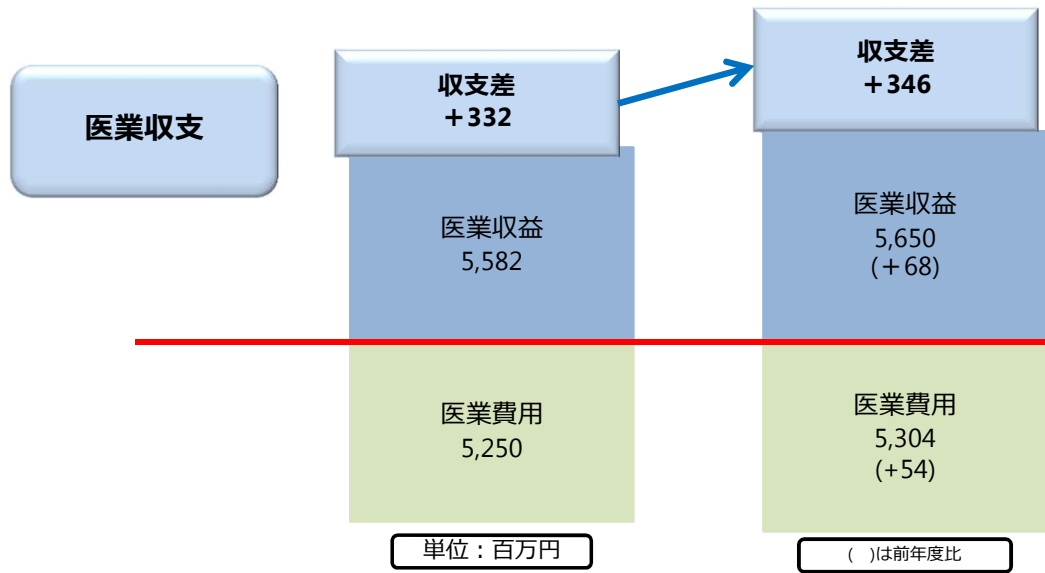 医業収支
収支差
＋332
医業収益
5,582
医業費用
5,250
単位：百万円
収支差
＋346
医業収益
5,650
(＋68)
医業費用
5,304
(+54)
(　)は前年度比